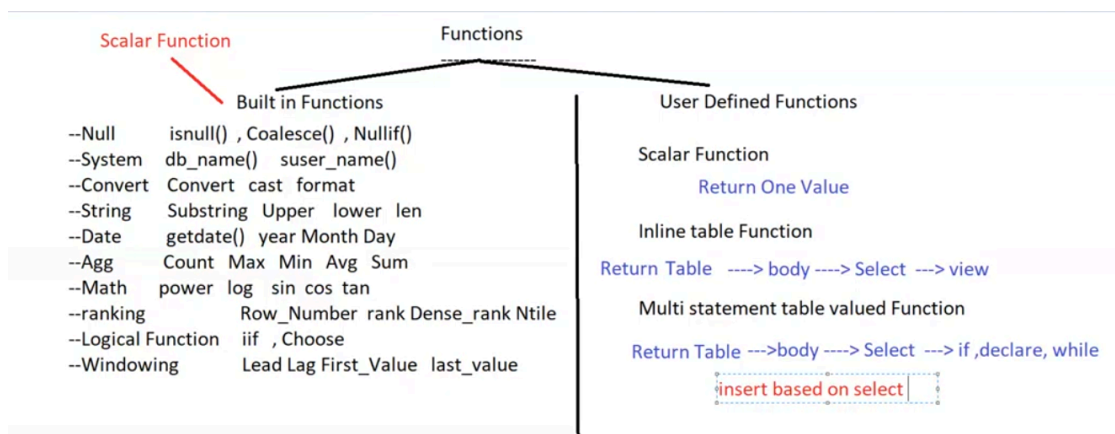 Functions
Scalar Function
Built in Functions
--Null isnull() , Coalesce() , Nullif()
--System db_name() suser_name()
--Convert Convert cast format
--String Substring Upper lower len
--Date getdate() year Month Day
--Agg Count Max Min Avg Sum
--Math power log sin cos tan
--ranking Row_Number rank Dense_rank Ntile
--Logical Function iif , Choose
--Windowing Lead Lag First_Value last_value
User Defined Functions
Scalar Function
Return One Value
Inline table Function
Return Table ----> body ----> Select ---> view
Multi statement table valued Function
Return Table --->body ----> Select ---> if ,declare, while
insert based on select